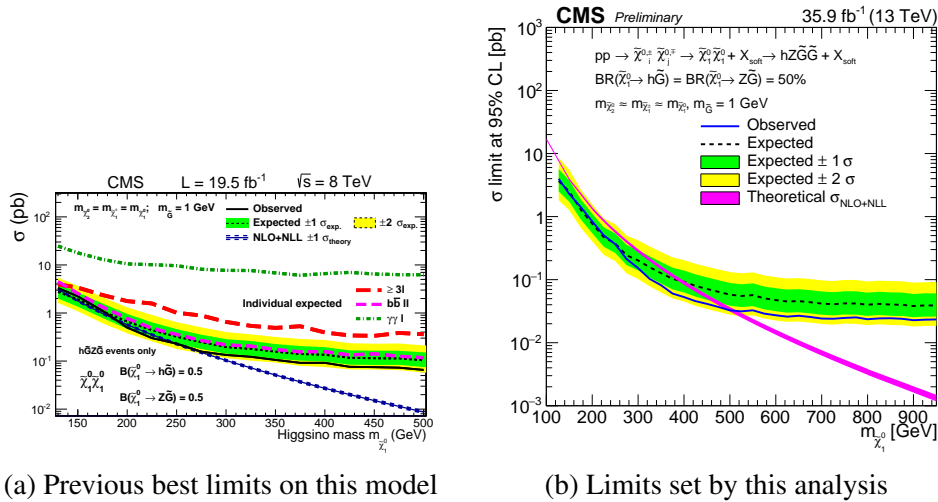 CMS L = 19.5 fb⁻¹ √s = 8 TeV
σ (pb)
10²
10
1
10⁻¹
10⁻²
m_χ̃₂⁰ = m_χ̃₁± = m_χ̃₁⁰; m_G̃ = 1 GeV
Observed
Expected ±1 σ_exp. ±2 σ_exp.
NLO+NLL ±1 σ_theory
Individual expected
≥ 3l
bb̄ ll
γγ l
hG̃ZG̃ events only
χ̃₁⁰χ̃₁⁰
B(χ̃₁⁰ → hG̃) = 0.5
B(χ̃₁⁰ → ZG̃) = 0.5
150 200 250 300 350 400 450 500
Higgsino mass m_χ̃₁⁰ (GeV)
(a) Previous best limits on this model
CMS Preliminary 35.9 fb⁻¹ (13 TeV)
σ limit at 95% CL [pb]
10⁴
10³
10²
10
1
10⁻¹
10⁻²
10⁻³
pp → χ̃ᵢ⁰,± χ̃ⱼ⁰,∓ → χ̃₁⁰ χ̃₁⁰ + X_soft → hZG̃G̃ + X_soft
BR(χ̃₁⁰→ hG̃) = BR(χ̃₁⁰→ ZG̃) = 50%
m_χ̃₂⁰ ≈ m_χ̃₁± ≈ m_χ̃₁⁰, m_G̃ = 1 GeV
Observed
Expected
Expected ± 1 σ
Expected ± 2 σ
Theoretical σ_NLO+NLL
100 200 300 400 500 600 700 800 900
m_χ̃₁⁰ [GeV]
(b) Limits set by this analysis